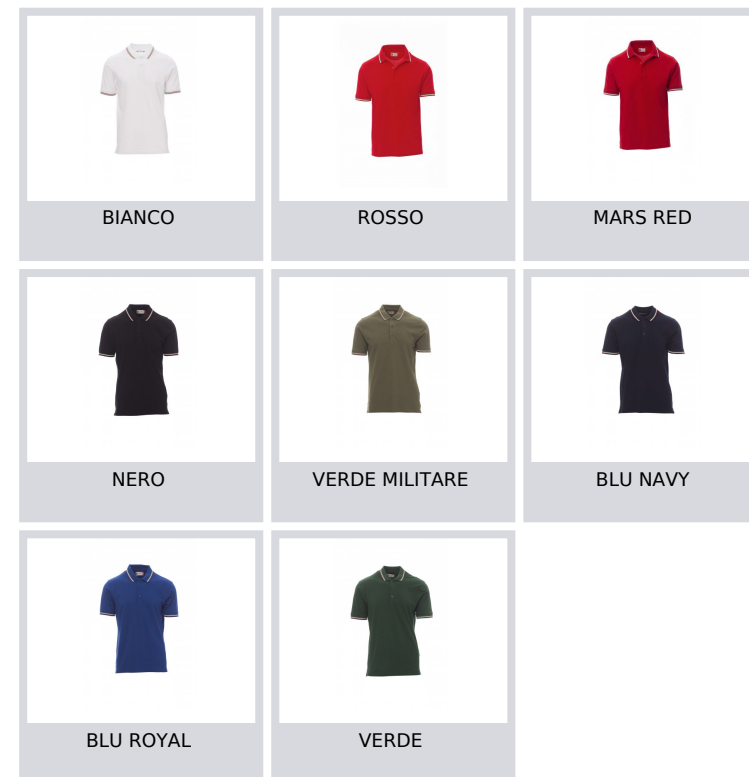 BIANCO
ROSSO
MARS RED
NERO
VERDE MILITARE
BLU NAVY
BLU ROYAL
VERDE